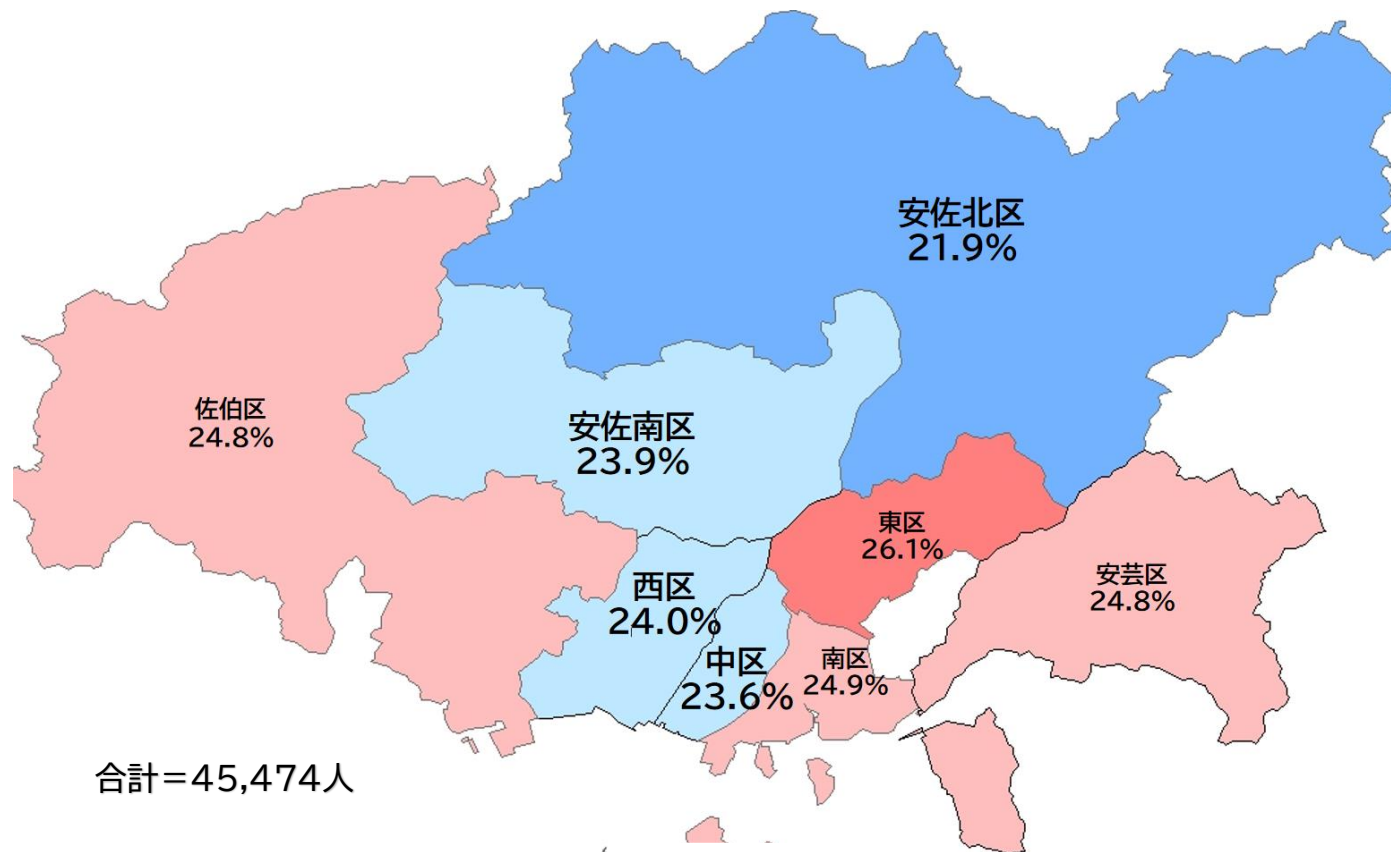 安佐北区
21.9%
佐伯区
24.8%
安佐南区
23.9%
東区
26.1%
安芸区
24.8%
西区
24.0%
中区
23.6%
南区
24.9%
合計＝45,474人